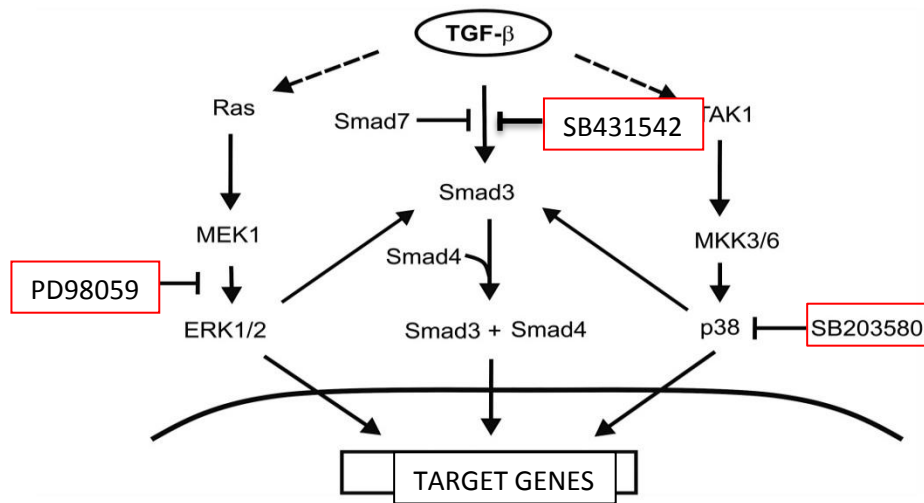 TGF-β
Ras
Smad7
SB431542
TAK1
Smad3
MEK1
MKK3/6
Smad4
PD98059
ERK1/2
Smad3 + Smad4
p38
SB203580
TARGET GENES